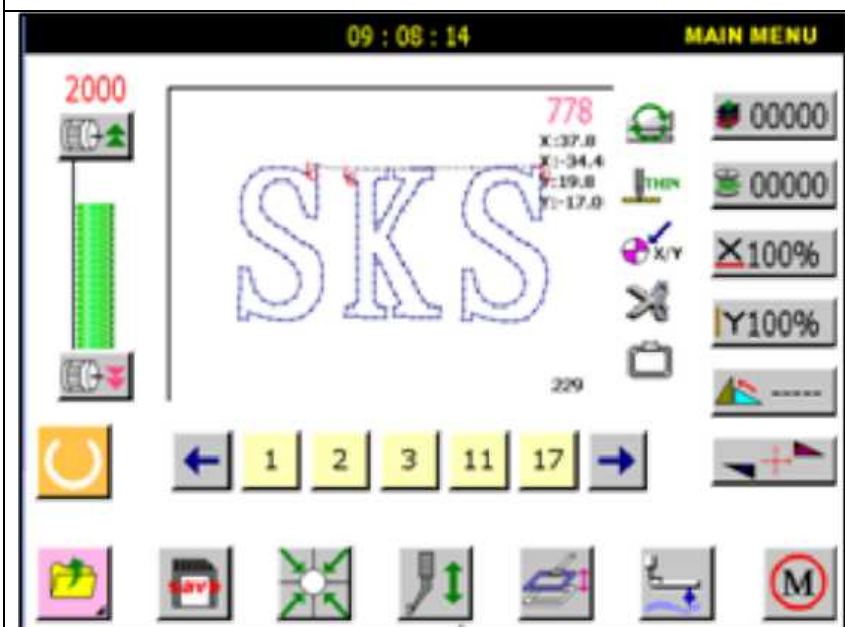 09 : 08 : 14
MAIN MENU
2000
778
X:37.8
X:-34.4
Y:19.8
Y:-17.0
SKS
229
THIN
X/Y
00000
00000
X100%
Y100%
-----
1 2 3 11 17
save
M